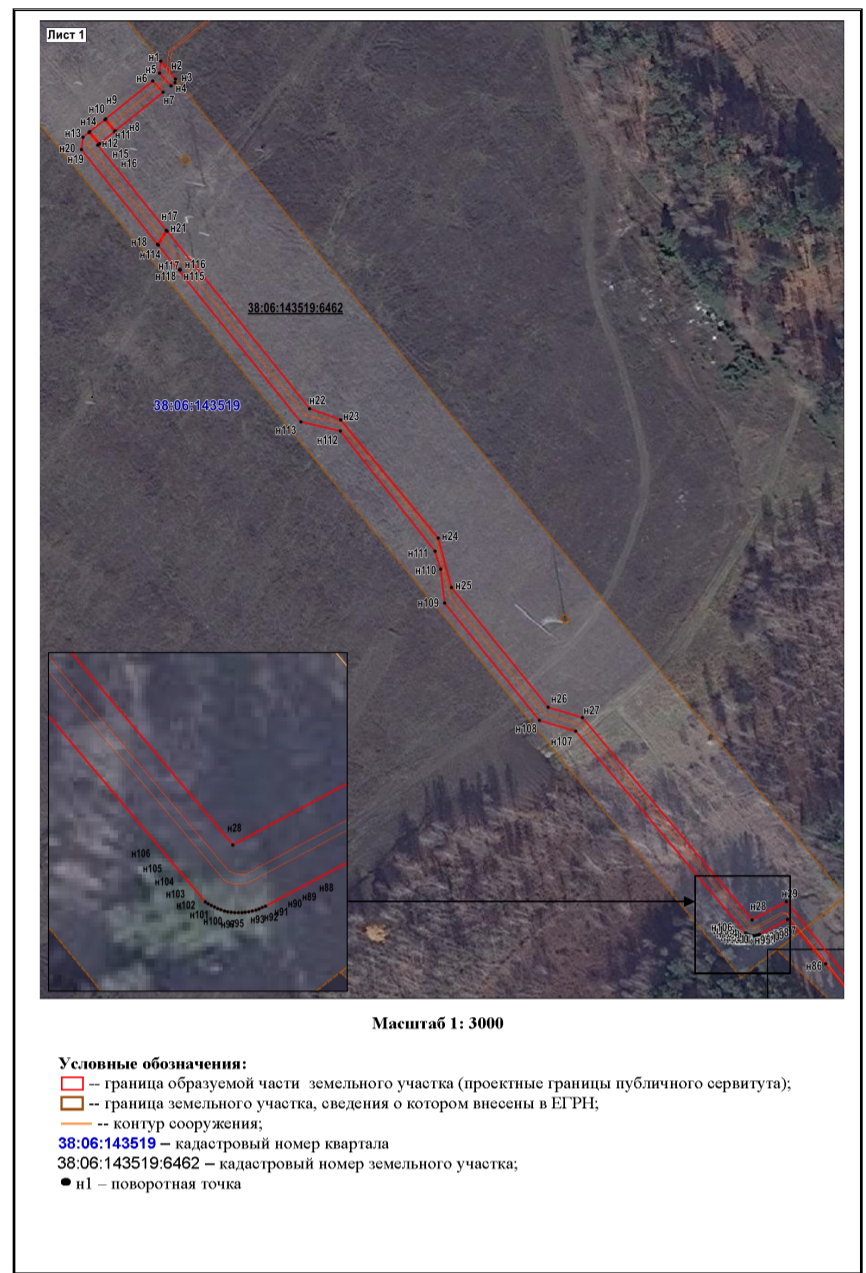 Лист 1
н1
н2
н5
н3
н6
н4
н7
н9
н10
н8
н14
н11
н13
н12
н20
н15
н19
н16
н17
н21
н18
н114
н117
н116
н118
н115
38:06:143519:6462
38:06:143519
н22
н23
н113
н112
н24
н111
н110
н25
н109
н26
н27
н108
н107
н28
н106
н105
н104
н103
н102
н101
н100
н95
н93
н92
н91
н90
н89
н88
н29
н28
н106
н86
Масштаб 1: 3000
Условные обозначения:
-- граница образуемой части земельного участка (проектные границы публичного сервитута);
-- граница земельного участка, сведения о котором внесены в ЕГРН;
-- контур сооружения;
38:06:143519 – кадастровый номер квартала
38:06:143519:6462 – кадастровый номер земельного участка;
н1 – поворотная точка